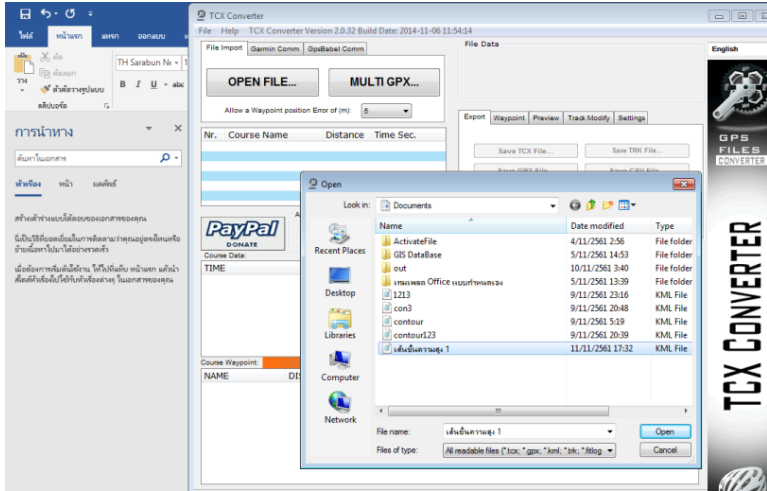 TCX Converter
File Help TCX Converter Version 2.0.32 Build Date: 2014-11-06 11:54:14
ไฟล์ หน้าแรก แทรก ออกแบบ
File Import Garmin Comm GpsBabel Comm
File Data
English
วาง
ตัด
คัดลอก
ตัวคัดวางรูปแบบ
คลิปบอร์ด
TH Sarabun Ne
B I U abc
OPEN FILE... MULTI GPX...
Allow a Waypoint position Error of (m): 5
Export Waypoint Preview Track Modify Settings
Save TCX File... Save TRK File...
GPS
FILES
CONVERTER
TCX CONVERTER
การนำทาง
ค้นหาในเอกสาร
หัวเรื่อง หน้า ผลลัพธ์
สร้างเค้าร่างแบบโต้ตอบของเอกสารของคุณ
นี่เป็นวิธีที่ยอดเยี่ยมในการติดตามว่าคุณอยู่ตรงไหนหรือ
ย้ายเนื้อหาไปมาได้อย่างรวดเร็ว
เมื่อต้องการเริ่มต้นใช้งาน ให้ไปที่แท็บ หน้าแรก แล้วนำ
สไตล์หัวเรื่องไปใช้กับหัวเรื่องต่างๆ ในเอกสารของคุณ
Nr. Course Name Distance Time Sec.
PayPal
DONATE
Course Data:
TIME
Course Waypoint:
NAME
Open
Look in: Documents
Name Date modified Type
Recent Places
Desktop
Libraries
Computer
Network
ActivateFile 4/11/2561 2:56 File folder
GIS DataBase 5/11/2561 14:53 File folder
out 10/11/2561 3:40 File folder
เทมเพลต Office แบบกำหนดเอง 5/11/2561 13:39 File folder
1213 9/11/2561 23:16 KML File
con3 9/11/2561 20:48 KML File
contour 9/11/2561 5:19 KML File
contour123 9/11/2561 20:39 KML File
เส้นชั้นความสูง 1 11/11/2561 17:32 KML File
File name: เส้นชั้นความสูง 1 Open
Files of type: All readable files (*.tcx; *.gpx; *.kml; *.trk; *.fitlog Cancel